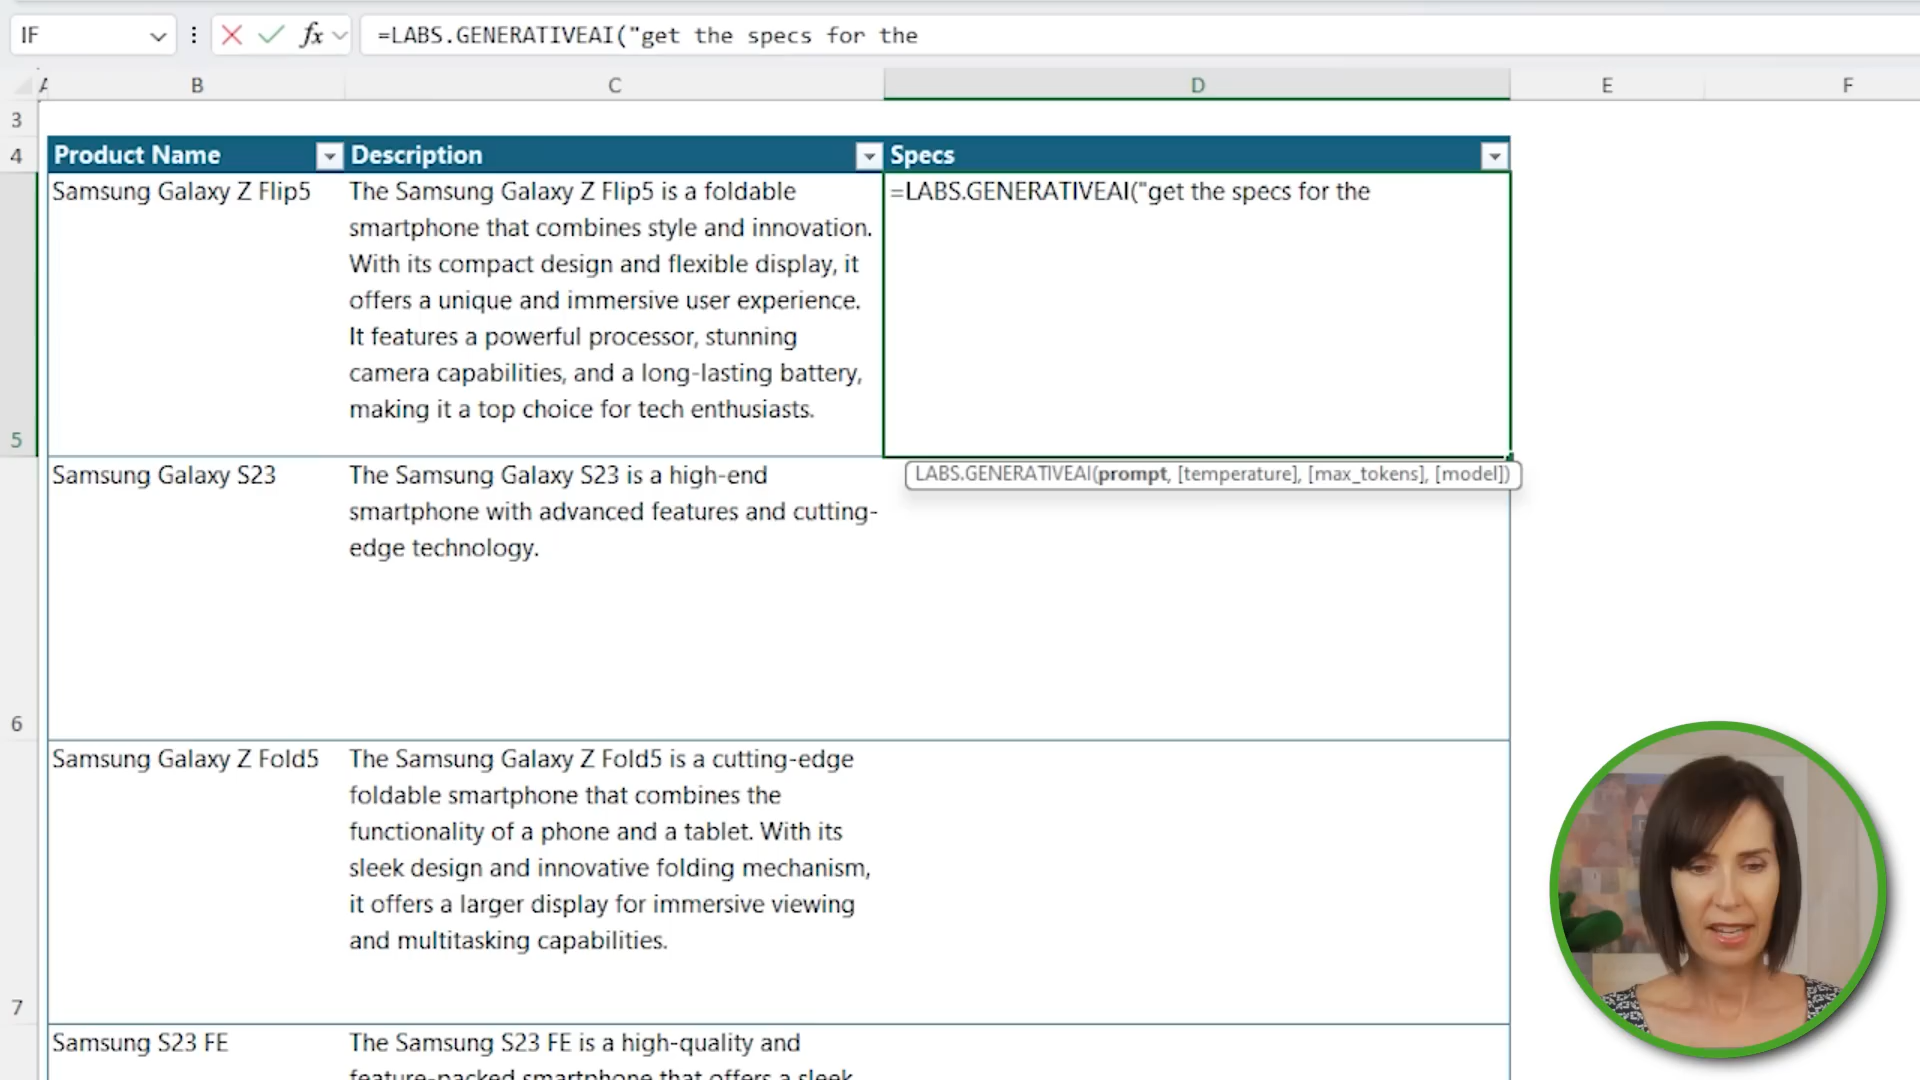 IF
fx
=LABS.GENERATIVEAI("get the specs for the
A B C D E F
3
4 Product Name Description Specs
Samsung Galaxy Z Flip5
The Samsung Galaxy Z Flip5 is a foldable
smartphone that combines style and innovation.
With its compact design and flexible display, it
offers a unique and immersive user experience.
It features a powerful processor, stunning
camera capabilities, and a long-lasting battery,
making it a top choice for tech enthusiasts.
=LABS.GENERATIVEAI("get the specs for the
5
LABS.GENERATIVEAI(prompt, [temperature], [max_tokens], [model])
Samsung Galaxy S23
The Samsung Galaxy S23 is a high-end
smartphone with advanced features and cutting-
edge technology.
6
Samsung Galaxy Z Fold5
The Samsung Galaxy Z Fold5 is a cutting-edge
foldable smartphone that combines the
functionality of a phone and a tablet. With its
sleek design and innovative folding mechanism,
it offers a larger display for immersive viewing
and multitasking capabilities.
7
Samsung S23 FE
The Samsung S23 FE is a high-quality and
feature-packed smartphone that offers a sleek